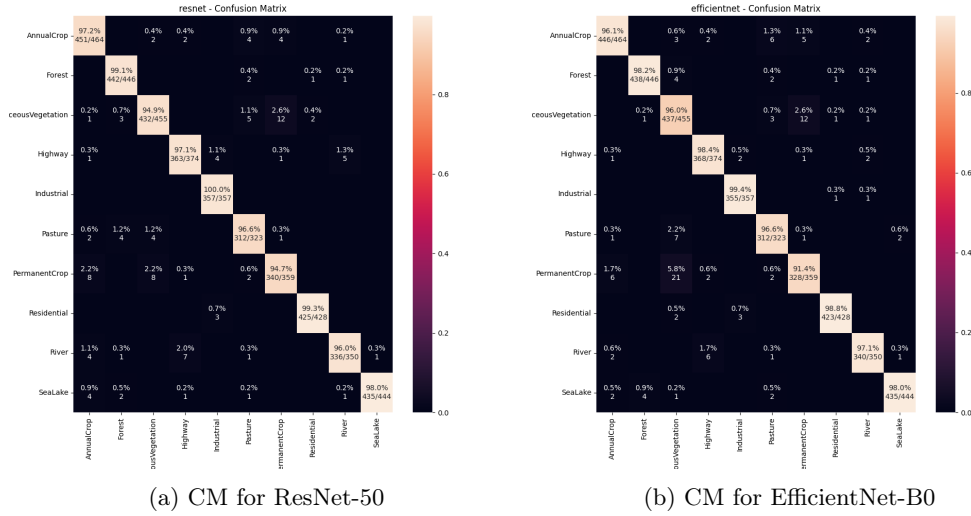 resnet - Confusion Matrix
AnnualCrop 97.2% 0.4% 0.4% 0.9% 0.9% 0.2%
451/464 2 2 4 4 1
Forest 99.1% 0.4% 0.2% 0.2%
442/446 2 1 1
ceousVegetation 0.2% 0.7% 94.9% 1.1% 2.6% 0.4%
1 3 432/455 5 12 2
Highway 0.3% 97.1% 1.1% 0.3% 1.3%
1 363/374 4 1 5
Industrial 100.0%
357/357
Pasture 0.6% 1.2% 1.2% 96.6% 0.3%
2 4 4 312/323 1
PermanentCrop 2.2% 2.2% 0.3% 0.6% 94.7%
8 8 1 2 340/359
Residential 0.7% 99.3%
3 425/428
River 1.1% 0.3% 2.0% 0.3% 96.0% 0.3%
4 1 7 1 336/350 1
SeaLake 0.9% 0.5% 0.2% 0.2% 0.2% 98.0%
4 2 1 1 1 435/444
AnnualCrop
Forest
ousVegetation
Highway
Industrial
Pasture
ermanentCrop
Residential
River
SeaLake
0.8
0.6
0.4
0.2
0.0
(a) CM for ResNet-50
efficientnet - Confusion Matrix
AnnualCrop 96.1% 0.6% 0.4% 1.3% 1.1% 0.4%
446/464 3 2 6 5 2
Forest 98.2% 0.9% 0.4% 0.2% 0.2%
438/446 4 2 1 1
ceousVegetation 0.2% 96.0% 0.7% 2.6% 0.2% 0.2%
1 437/455 3 12 1 1
Highway 0.3% 98.4% 0.5% 0.3% 0.5%
1 368/374 2 1 2
Industrial 99.4% 0.3% 0.3%
355/357 1 1
Pasture 0.3% 2.2% 96.6% 0.3% 0.6%
1 7 312/323 1 2
PermanentCrop 1.7% 5.8% 0.6% 0.6% 91.4%
6 21 2 2 328/359
Residential 0.5% 0.7% 98.8%
2 3 423/428
River 0.6% 1.7% 0.3% 97.1% 0.3%
2 6 1 340/350 1
SeaLake 0.5% 0.9% 0.2% 0.5% 98.0%
2 4 1 2 435/444
AnnualCrop
Forest
ousVegetation
Highway
Industrial
Pasture
ermanentCrop
Residential
River
SeaLake
0.8
0.6
0.4
0.2
0.0
(b) CM for EfficientNet-B0